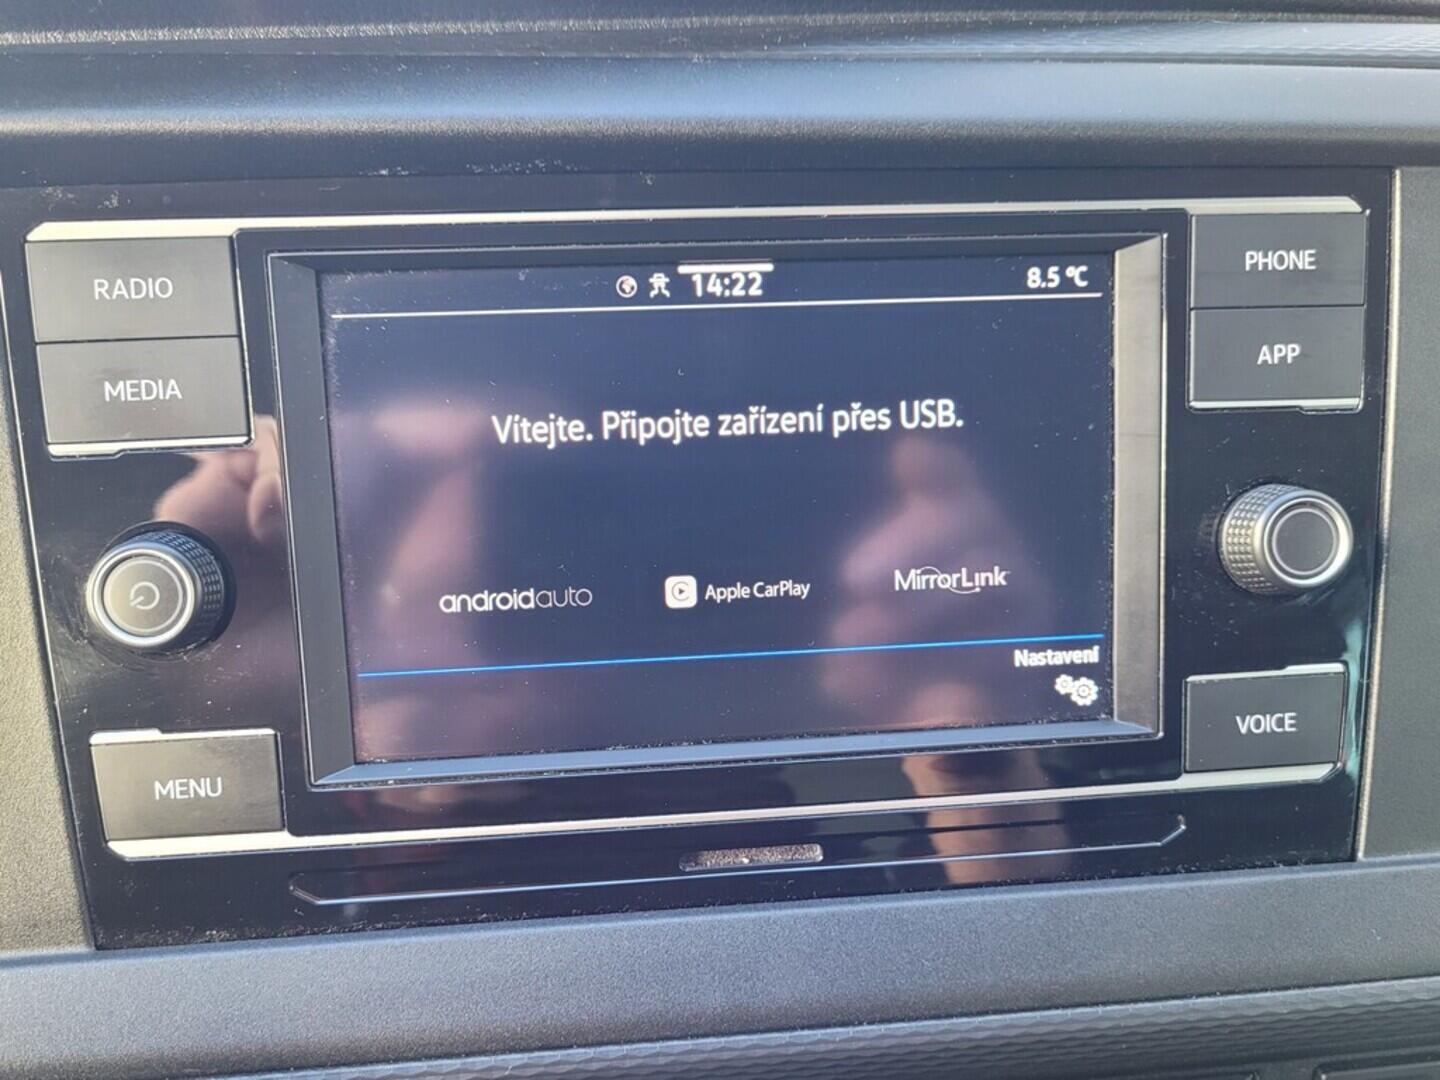 RADIO
MEDIA
MENU
14:22
8.5 °C
Vítejte. Připojte zařízení přes USB.
androidauto
Apple CarPlay
MirrorLink
Nastavení
PHONE
APP
VOICE